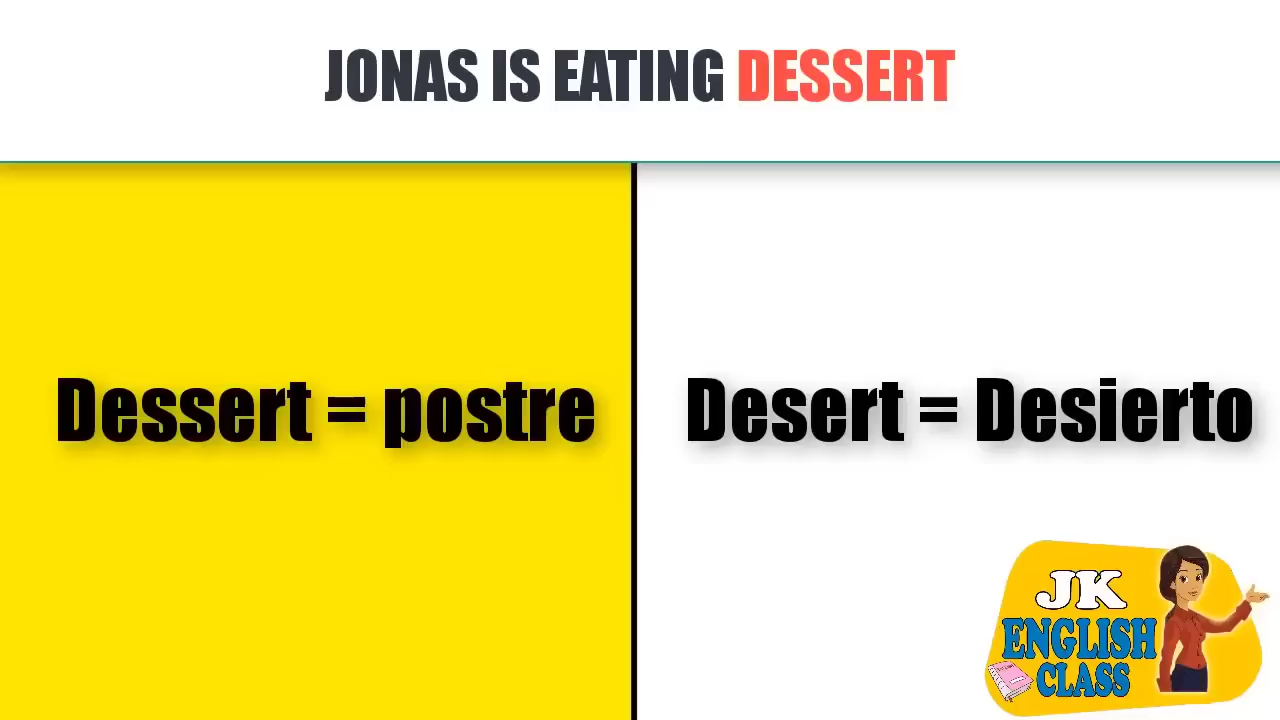 JONAS IS EATING DESSERT
Dessert = postre
Desert = Desierto
JK
ENGLISH
CLASS